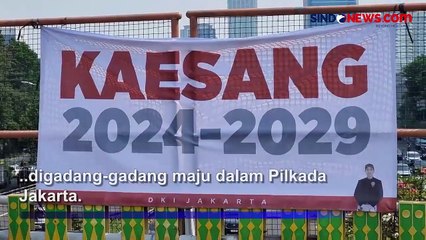 SINDONEWS.com
KAESANG
2024-2029
..digadang-gadang maju dalam Pilkada
Jakarta.
DKI JAKARTA